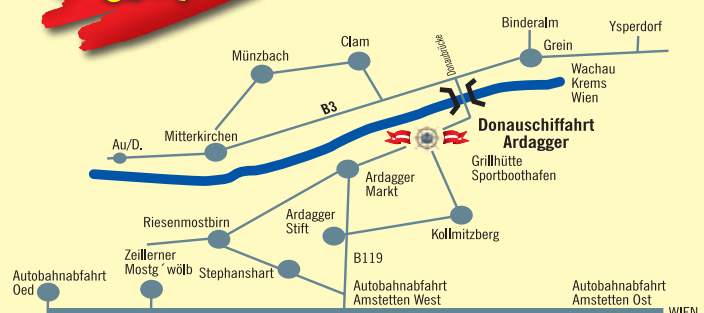 Binderalm
Ysperdorf
Grein
Clam
Münzbach
Donaubrücke
Wachau
Krems
Wien
B3
Mitterkirchen
Au/D.
Donauschiffahrt
Ardagger
Grillhütte
Sportboothafen
Ardagger
Markt
Riesenmostbirn
Ardagger
Stift
Kollmitzberg
Zeillerner
Mostg´wölb
Stephanshart
B119
Autobahnabfahrt
Oed
Autobahnabfahrt
Amstetten West
Autobahnabfahrt
Amstetten Ost
WIEN